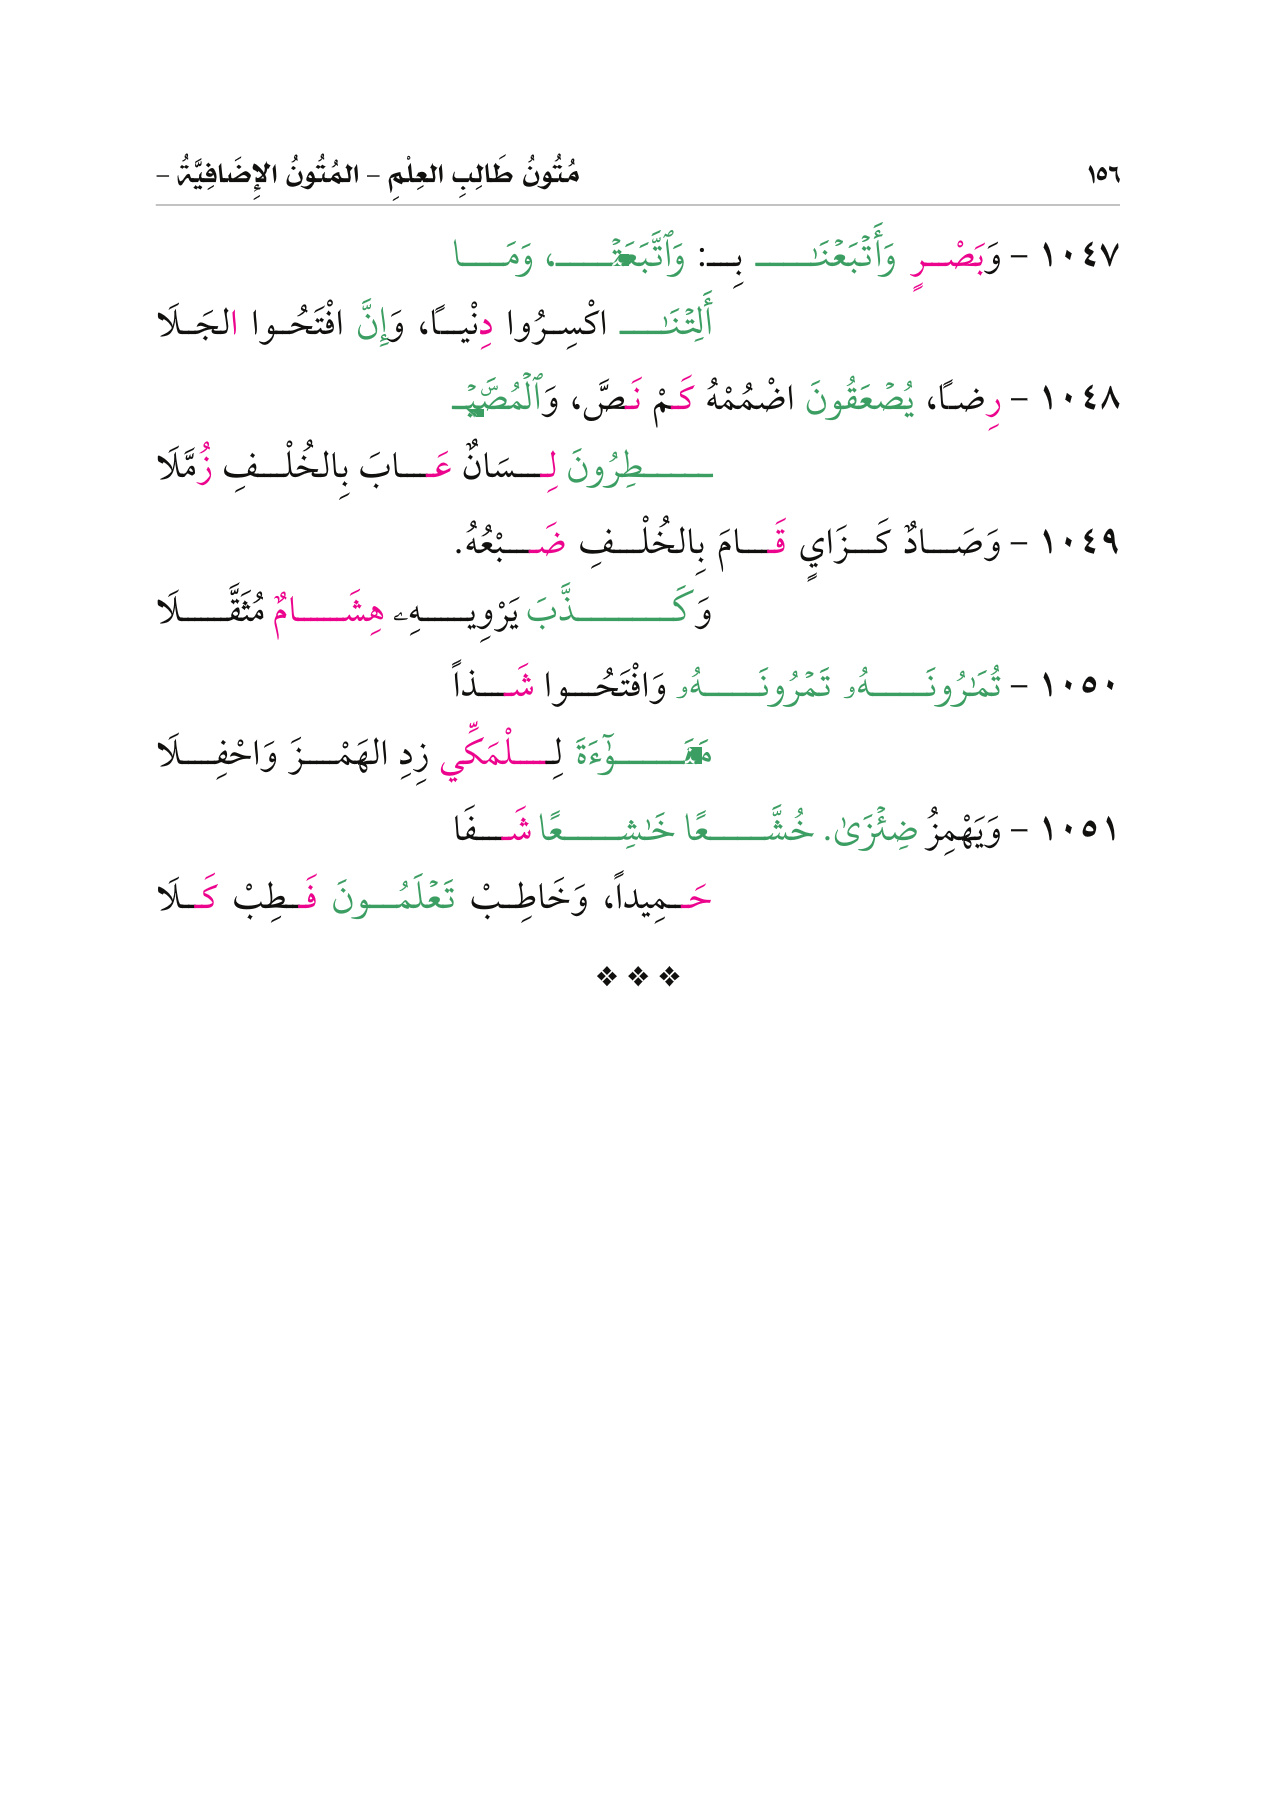 ١٥٦ مُتُونُ طَالِبِ العِلْمِ – المُتُونُ الإِضَافِيَّةُ –
١٠٤٧ – وَبَصْرٍ وَأَتْبَعْنَٰا بِـ: وَٱتَّبَعَتْ، وَمَا
أَلِتْنَٰا اكْسِرُوا دِنْيًا، وَإِنَّ افْتَحُوا الجَلَا
١٠٤٨ – رِضًا، يُصْعَقُونَ اضْمُمْهُ كَمْ نَصَّ، وَٱلْمُصَۜيْـ
ـطِرُونَ لِسَانٌ عَابَ بِالخُلْفِ زُمَّلَا
١٠٤٩ – وَصَادٌ كَزَايٍ قَامَ بِالخُلْفِ ضَبْعُهُ.
وَكَذَّبَ يَرْوِيهِۦ هِشَامٌ مُثَقَّلَا
١٠٥٠ – تُمَٰرُونَهُۥ تَمْرُونَهُۥ وَافْتَحُوا شَذاً
مَنَوٰٓءَةَ لِلْمَكِّي زِدِ الهَمْزَ وَاحْفِلَا
١٠٥١ – وَيَهْمِزُ ضِئْزَىٰ. خُشَّعًا خَٰشِعًا شَفَا
حَمِيداً، وَخَاطِبْ تَعْلَمُونَ فَطِبْ كَلَا